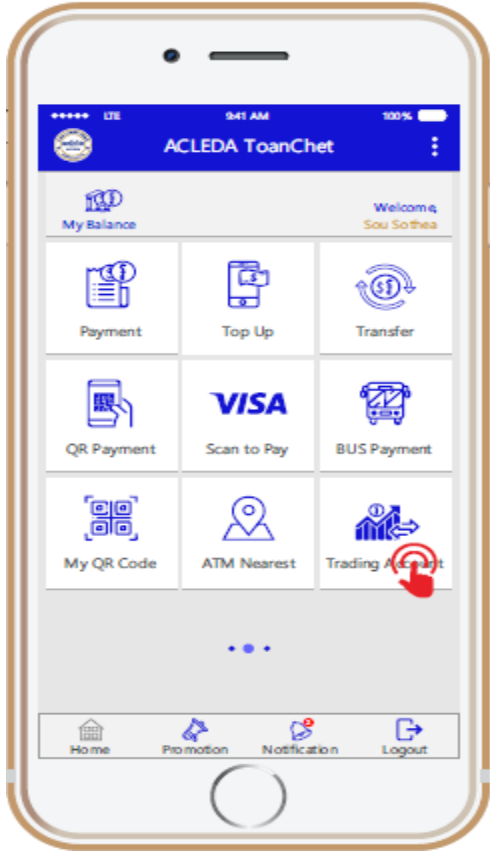 LTE 9:41 AM 100%
ACLEDA ToanChet
My Balance
Welcome,
Sou Sothea
Payment Top Up Transfer
QR Payment
VISA
Scan to Pay BUS Payment
My QR Code ATM Nearest Trading Account
Home Promotion Notification Logout